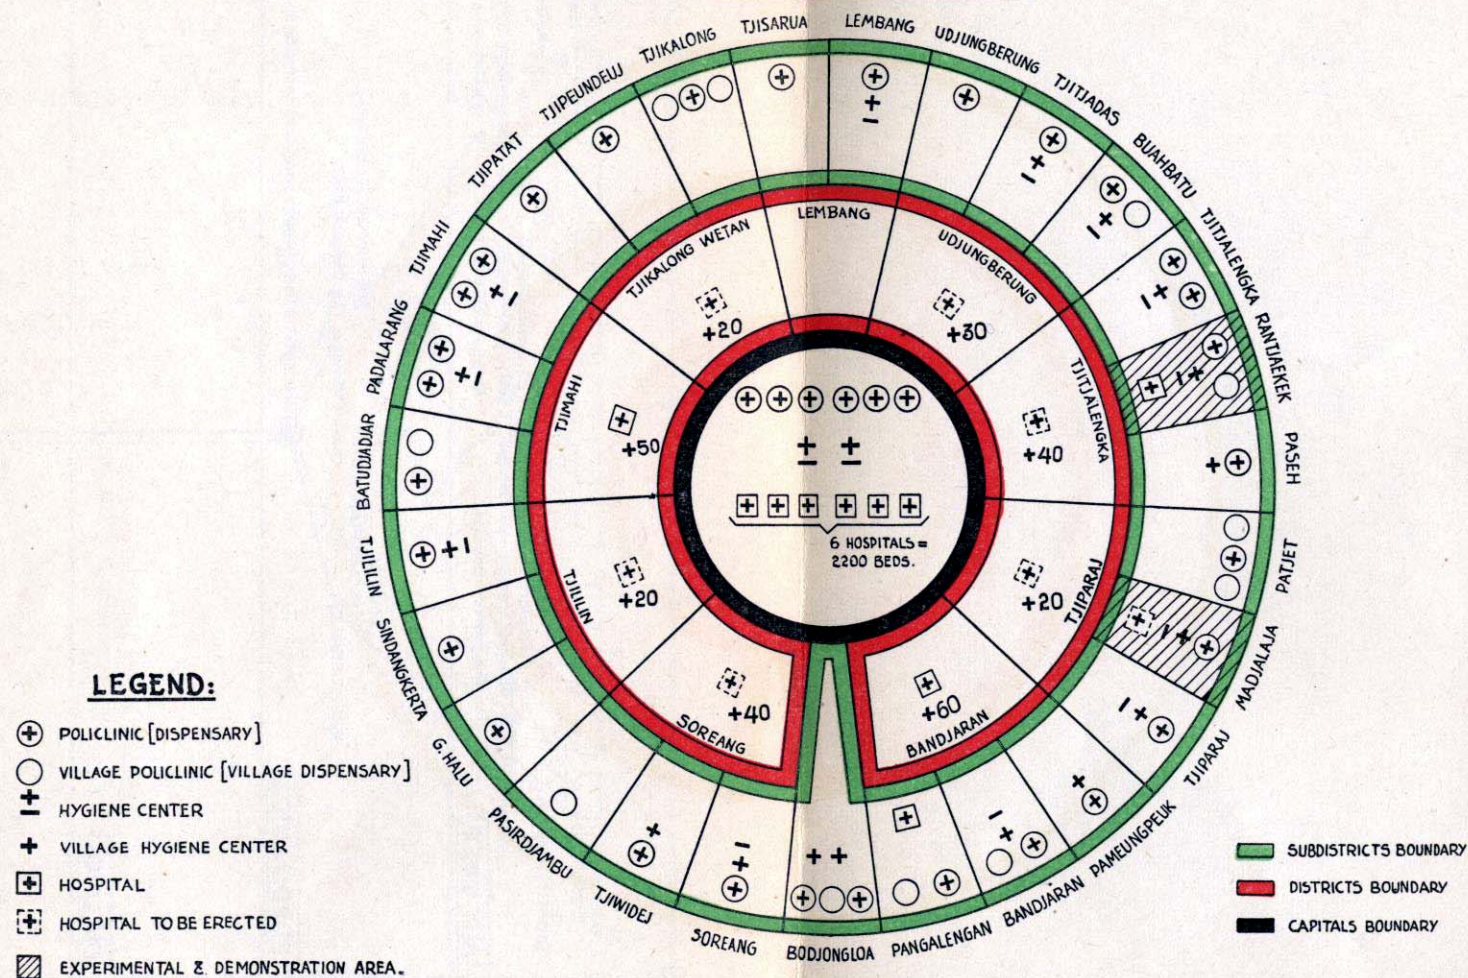 TJISARUA
LEMBANG
UDJUNGBERUNG
TJITJADAS
BUAHBATU
TJITJALENGKA
RANTJAEKEK
PASEH
PATJET
MADJALAJA
TJIPARAJ
PAMEUNGPEUK
BANDJARAN
PANGALENGAN
BODJONGLOA
SOREANG
TJIWIDEJ
PASIRDJAMBU
G. HALU
SINDANGKERTA
TJILILIN
BATUDJADJAR
PADALARANG
TJIMAHI
TJIPATAT
TJIPEUNDEUJ
TJIKALONG
LEMBANG
UDJUNGBERUNG
+30
TJITJALENGKA
+40
TJIPARAJ
+20
BANDJARAN
+60
SOREANG
+40
TJILILIN
+20
TJIMAHI
+50
TJIKALONG WETAN
+20
6 HOSPITALS =
2200 BEDS.
LEGEND:
POLICLINIC [DISPENSARY]
VILLAGE POLICLINIC [VILLAGE DISPENSARY]
HYGIENE CENTER
VILLAGE HYGIENE CENTER
HOSPITAL
HOSPITAL TO BE ERECTED
EXPERIMENTAL & DEMONSTRATION AREA.
SUBDISTRICTS BOUNDARY
DISTRICTS BOUNDARY
CAPITALS BOUNDARY